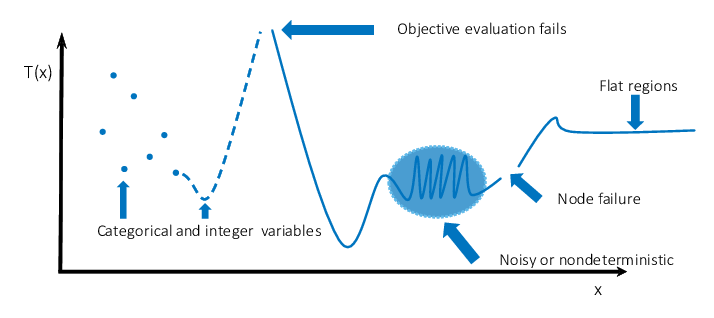 Objective evaluation fails
T(x)
Flat regions
Node failure
Categorical and integer variables
Noisy or nondeterministic
x